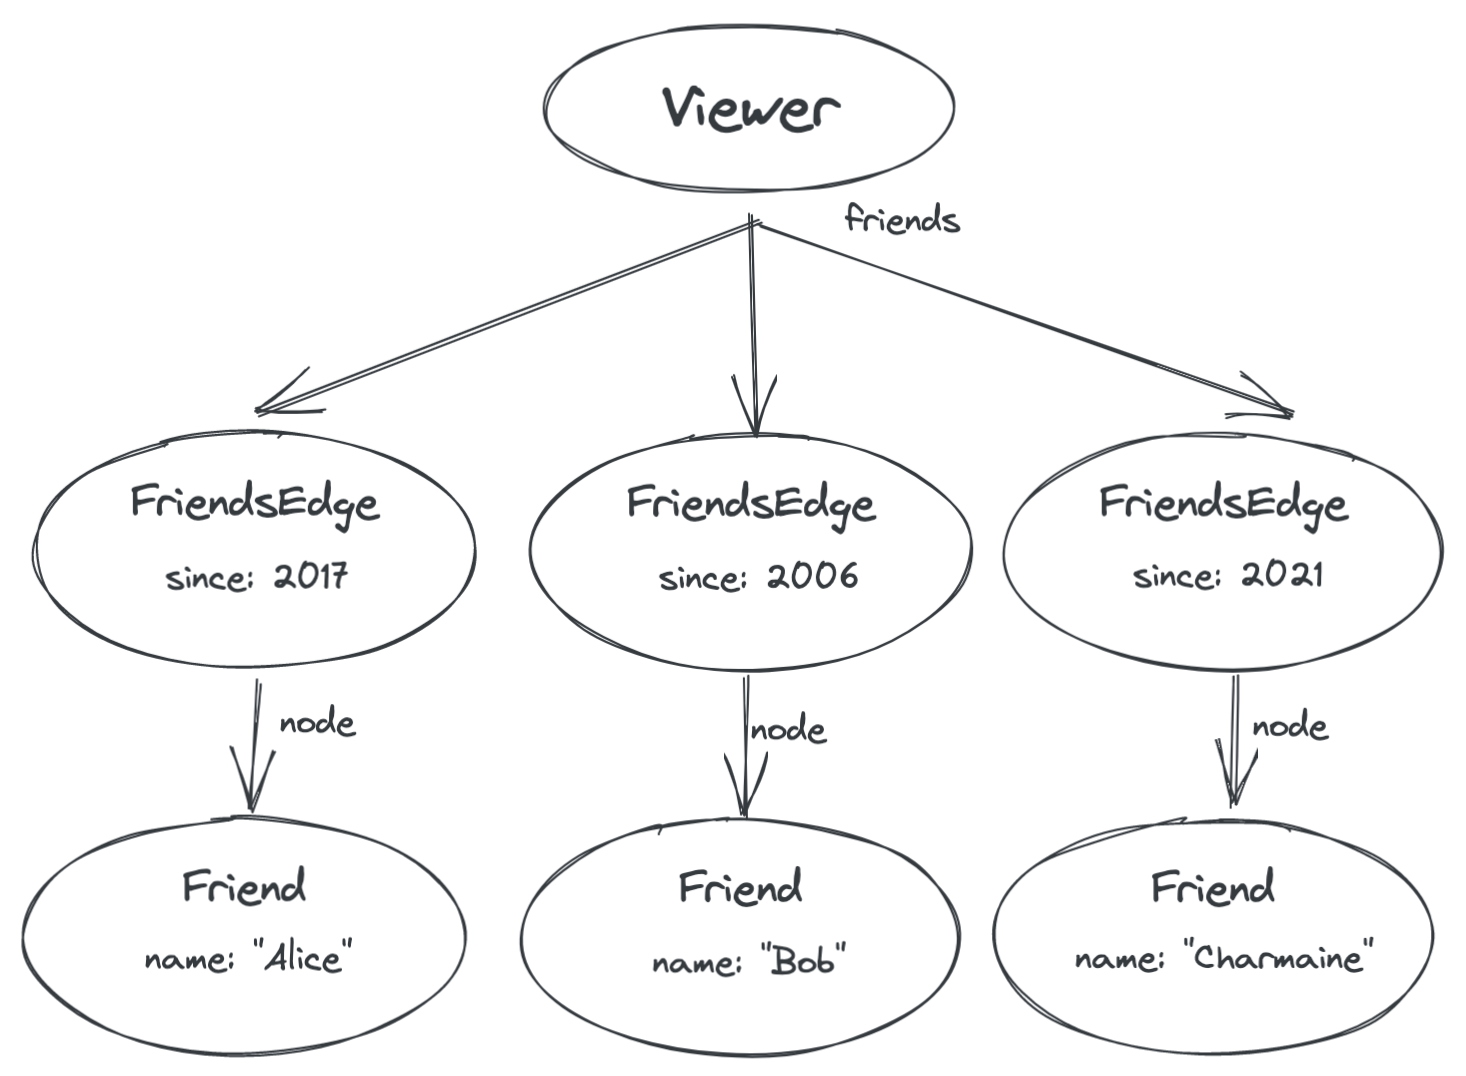 Viewer
friends
FriendsEdge
since: 2017
FriendsEdge
since: 2006
FriendsEdge
since: 2021
node
node
node
Friend
name: "Alice"
Friend
name: "Bob"
Friend
name: "Charmaine"